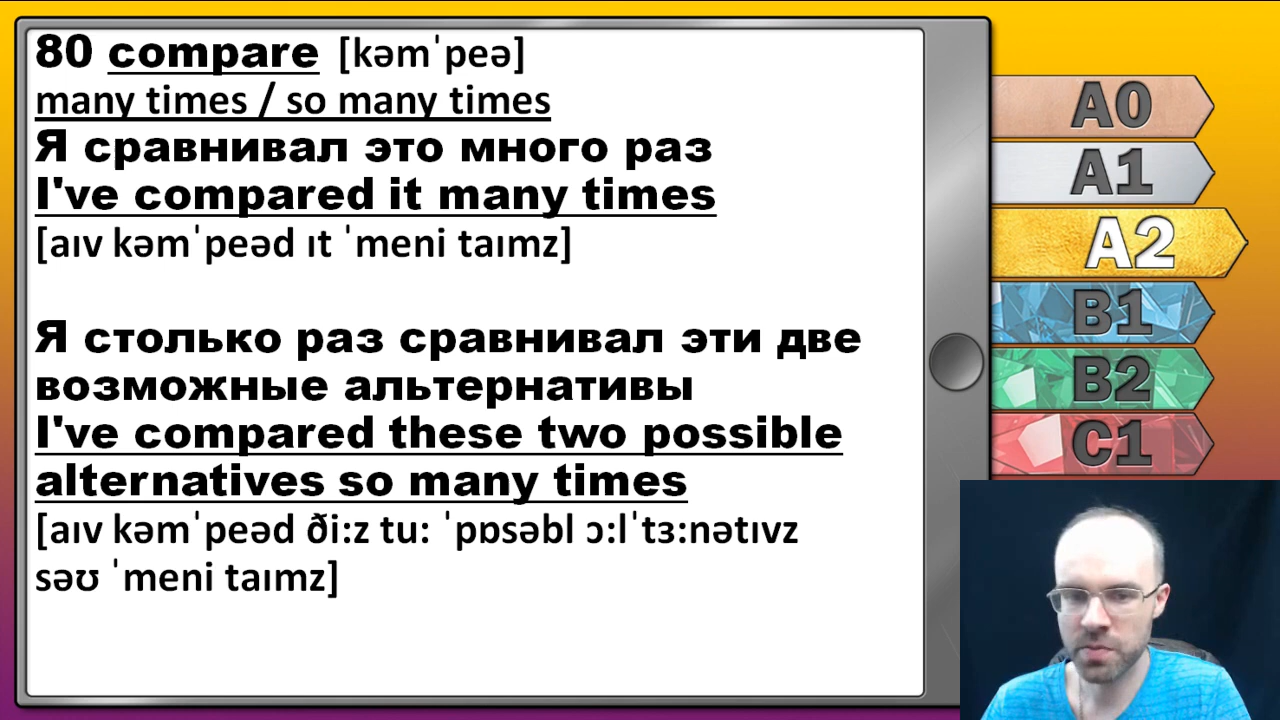 80 compare [kəmˈpeə]
many times / so many times
Я сравнивал это много раз
I've compared it many times
[aɪv kəmˈpeəd ɪt ˈmeni taɪmz]
Я столько раз сравнивал эти две
возможные альтернативы
I've compared these two possible
alternatives so many times
[aɪv kəmˈpeəd ði:z tu: ˈpɒsəbl ɔ:lˈtɜ:nətɪvz
səʊ ˈmeni taɪmz]
A0
A1
A2
B1
B2
C1